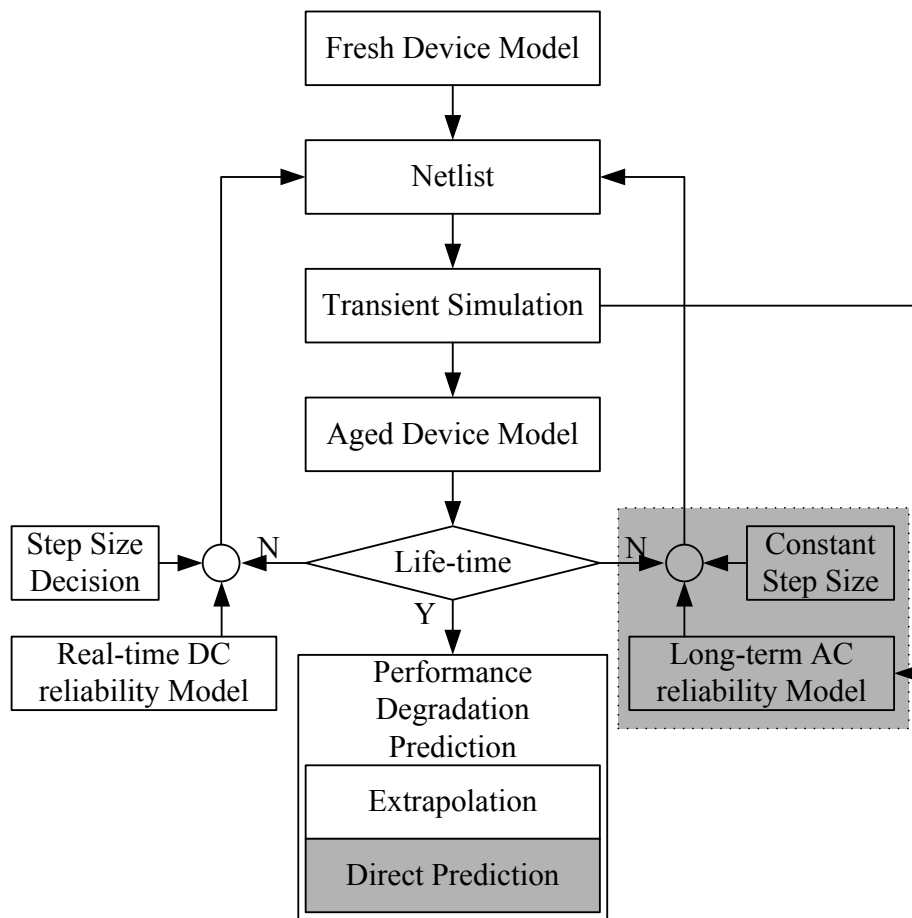 Fresh Device Model
Netlist
Transient Simulation
Aged Device Model
Step Size
Decision
N
Life-time
N
Constant
Step Size
Y
Real-time DC
reliability Model
Long-term AC
reliability Model
Performance
Degradation
Prediction
Extrapolation
Direct Prediction